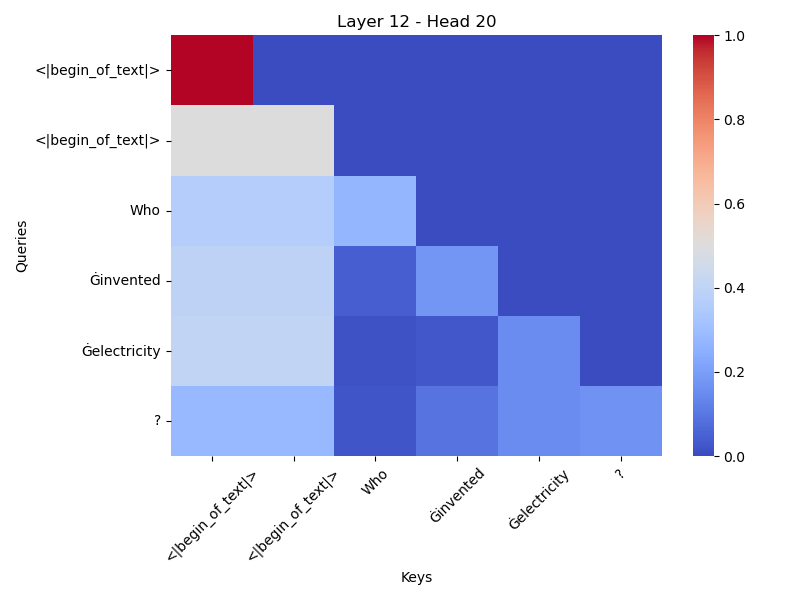 Layer 12 - Head 20
<|begin_of_text|>
<|begin_of_text|>
Who
Ġinvented
Ġelectricity
?
Queries
<|begin_of_text|>
<|begin_of_text|>
Who
Ġinvented
Ġelectricity
?
Keys
1.0
0.8
0.6
0.4
0.2
0.0